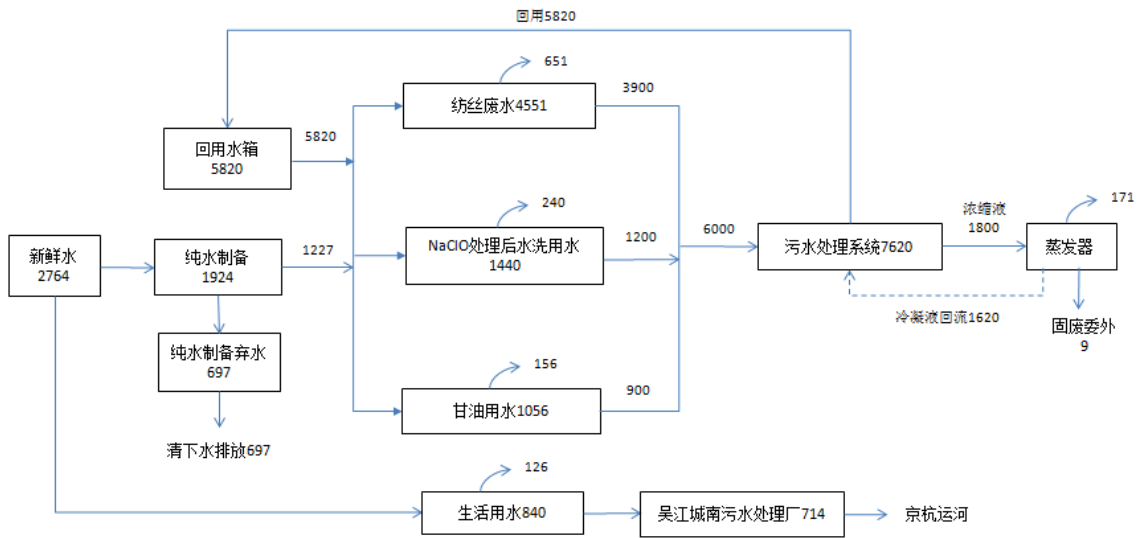 回用5820
651
纺丝废水4551
3900
回用水箱
5820
5820
240
NaClO处理后水洗用水
1440
1200
6000
污水处理系统7620
浓缩液
1800
171
蒸发器
新鲜水
2764
纯水制备
1924
1227
冷凝液回流1620
固废委外
9
纯水制备弃水
697
清下水排放697
156
甘油用水1056
900
126
生活用水840
吴江城南污水处理厂714
京杭运河